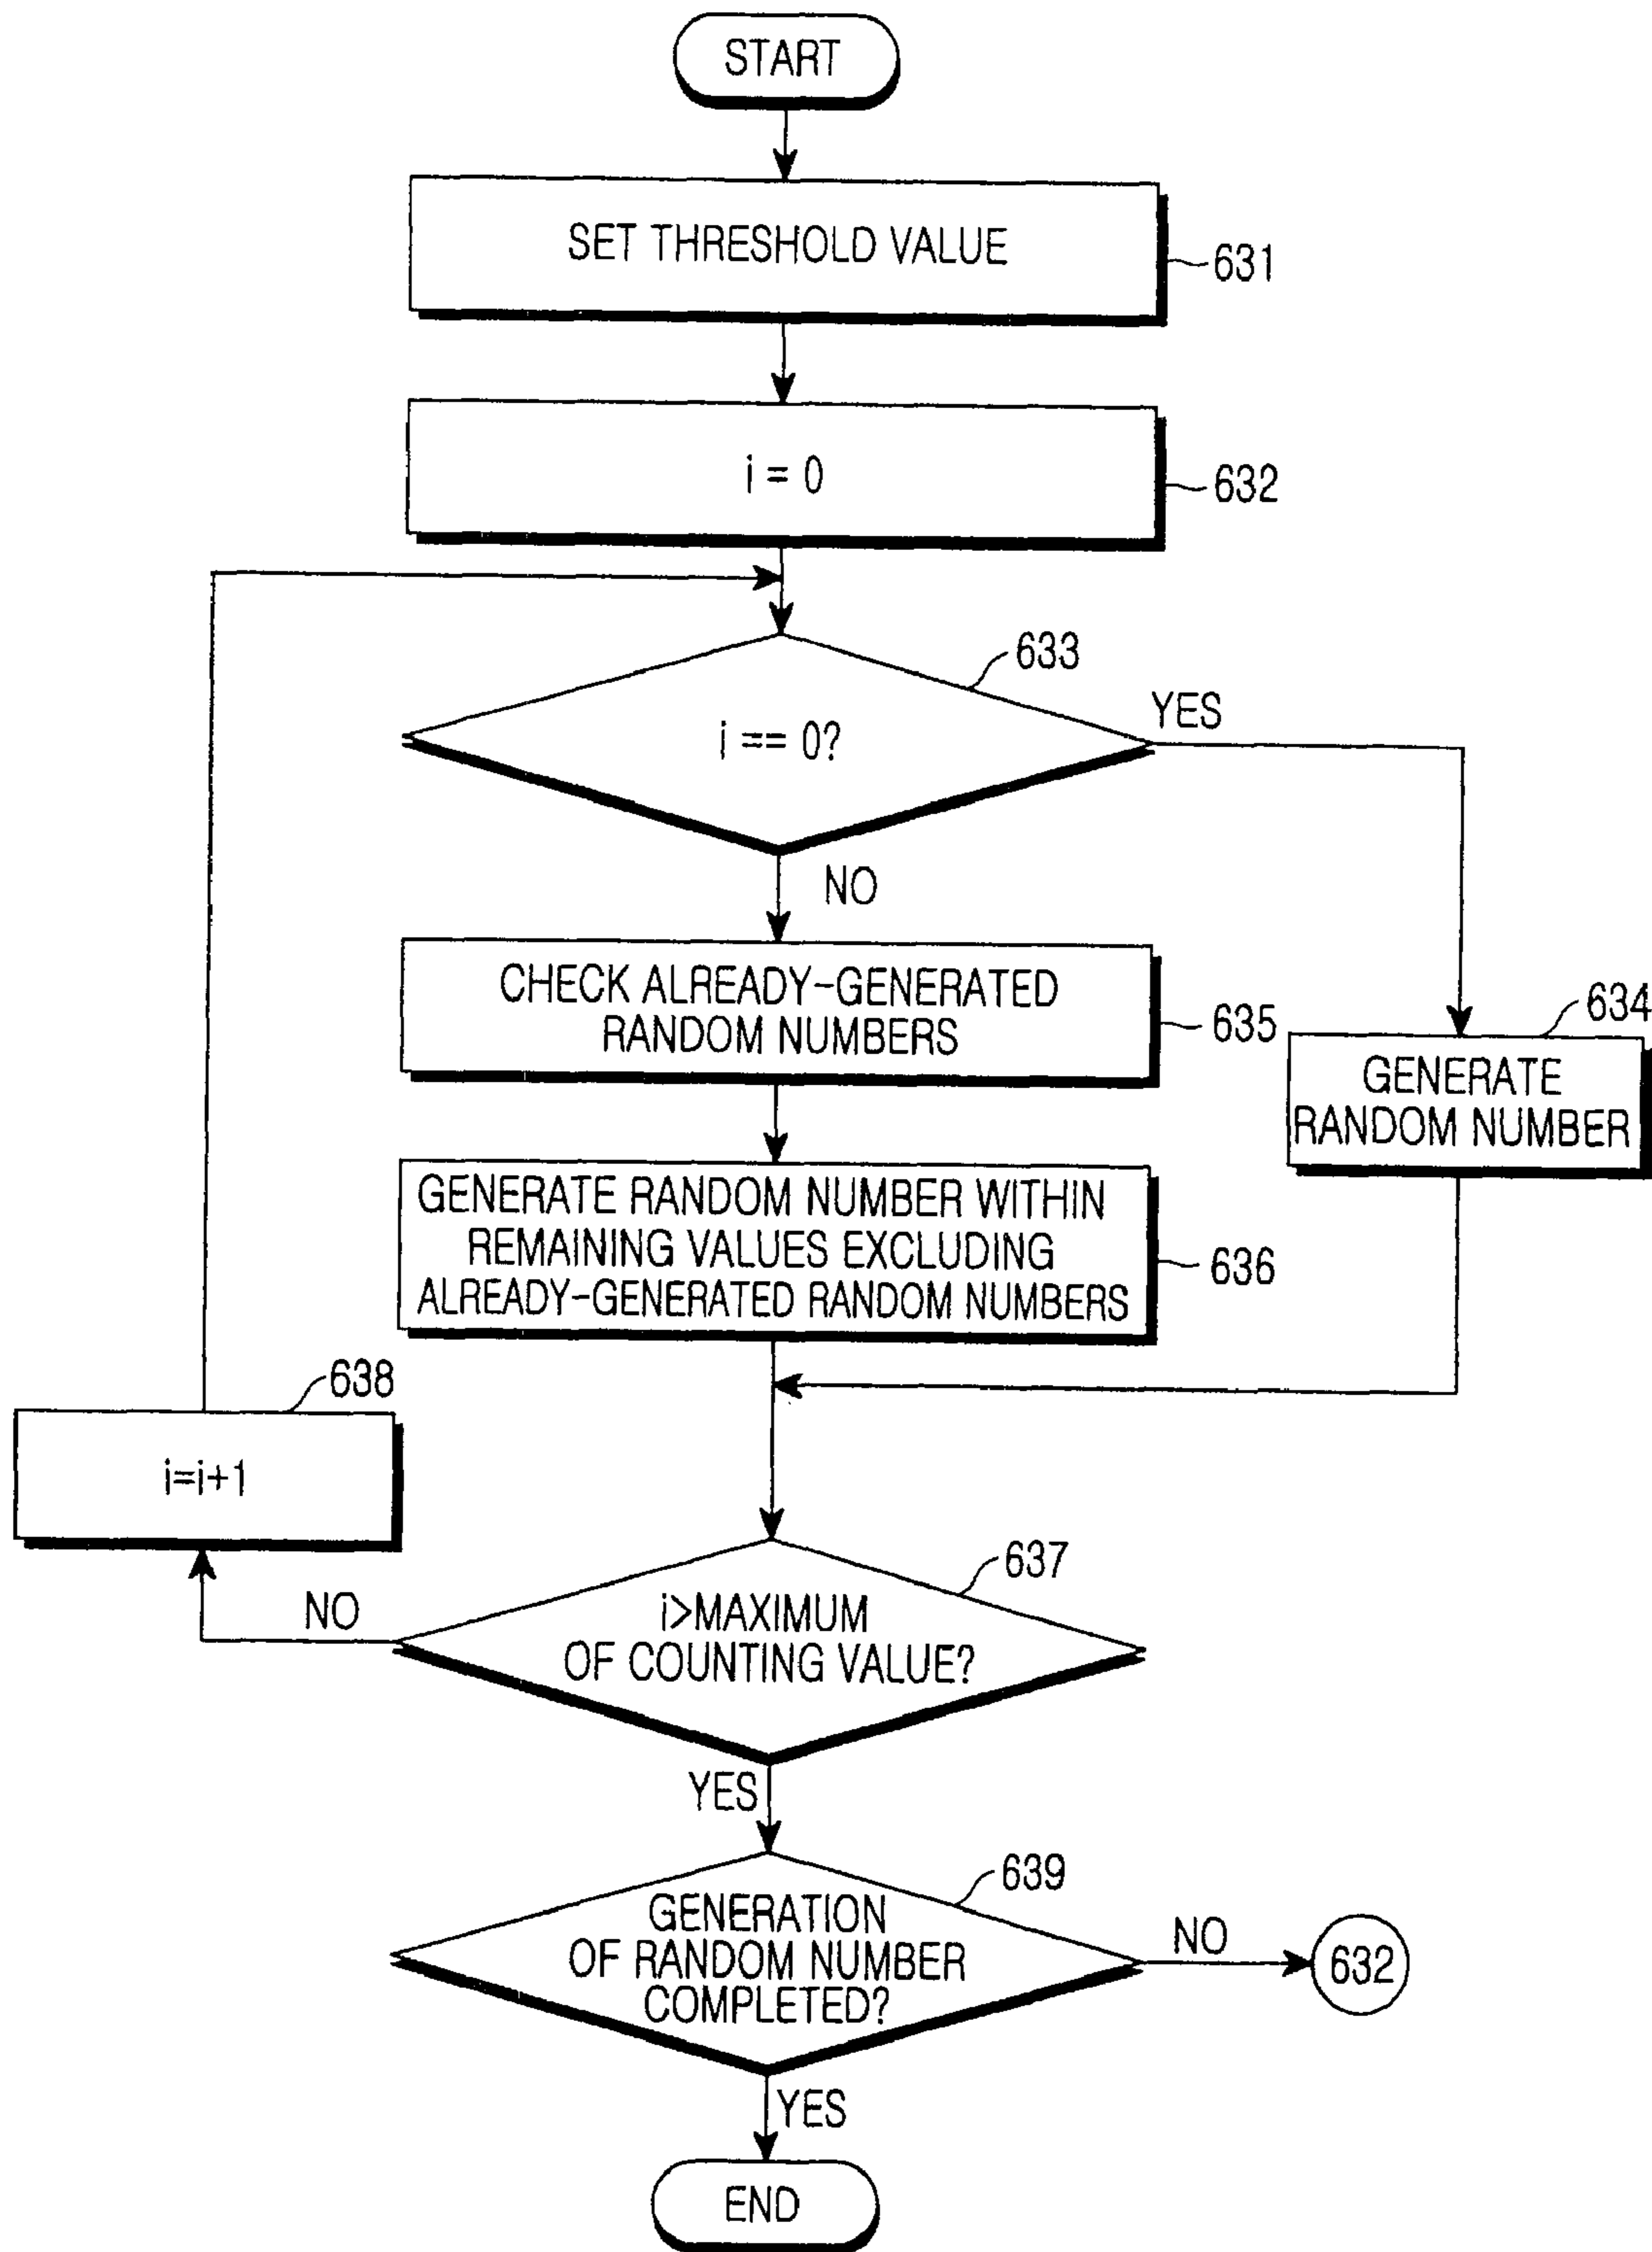 START
SET THRESHOLD VALUE
631
i = 0
632
633
i == 0?
YES
NO
CHECK ALREADY-GENERATED
RANDOM NUMBERS
635
634
GENERATE
RANDOM NUMBER
GENERATE RANDOM NUMBER WITHIN
REMAINING VALUES EXCLUDING
ALREADY-GENERATED RANDOM NUMBERS
636
638
i=i+1
637
i>MAXIMUM
OF COUNTING VALUE?
NO
YES
639
GENERATION
OF RANDOM NUMBER
COMPLETED?
NO
632
YES
END